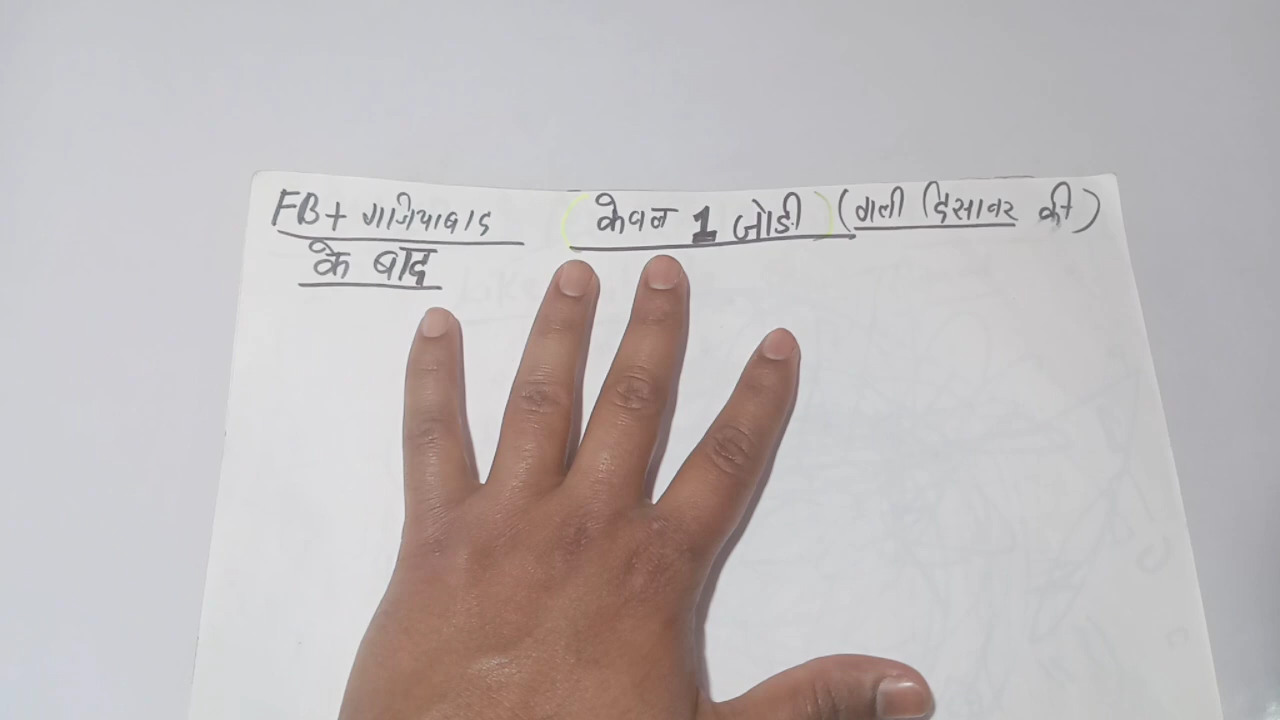 FB+ गाजियाबाद (केवल 1 जोडी) (गली दिसावर की)
के बाद